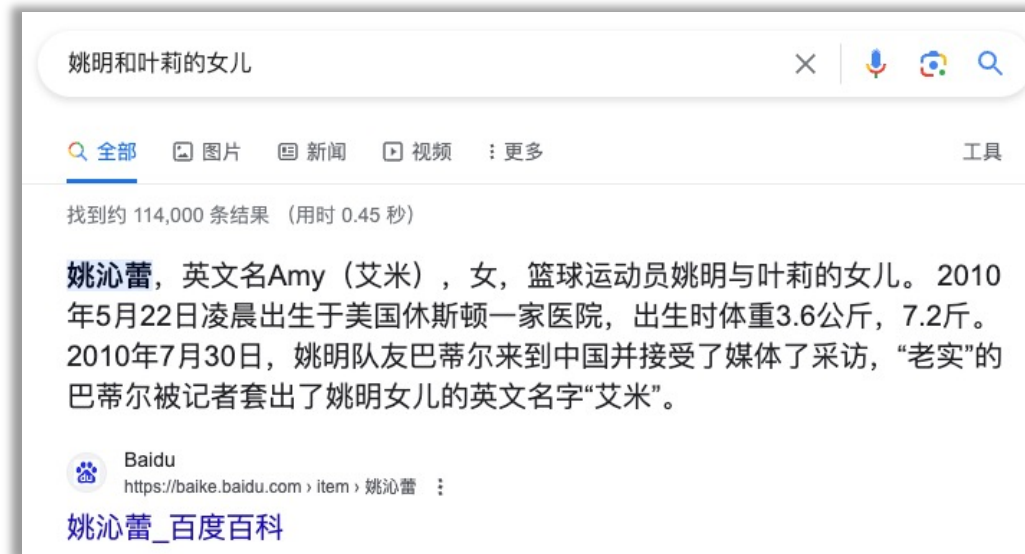 姚明和叶莉的女儿
全部 图片 新闻 视频 更多 工具
找到约 114,000 条结果 （用时 0.45 秒）
姚沁蕾，英文名Amy（艾米），女，篮球运动员姚明与叶莉的女儿。 2010
年5月22日凌晨出生于美国休斯顿一家医院，出生时体重3.6公斤，7.2斤。
2010年7月30日，姚明队友巴蒂尔来到中国并接受了媒体了采访，“老实”的
巴蒂尔被记者套出了姚明女儿的英文名字“艾米”。
Baidu
https://baike.baidu.com › item › 姚沁蕾
姚沁蕾_百度百科